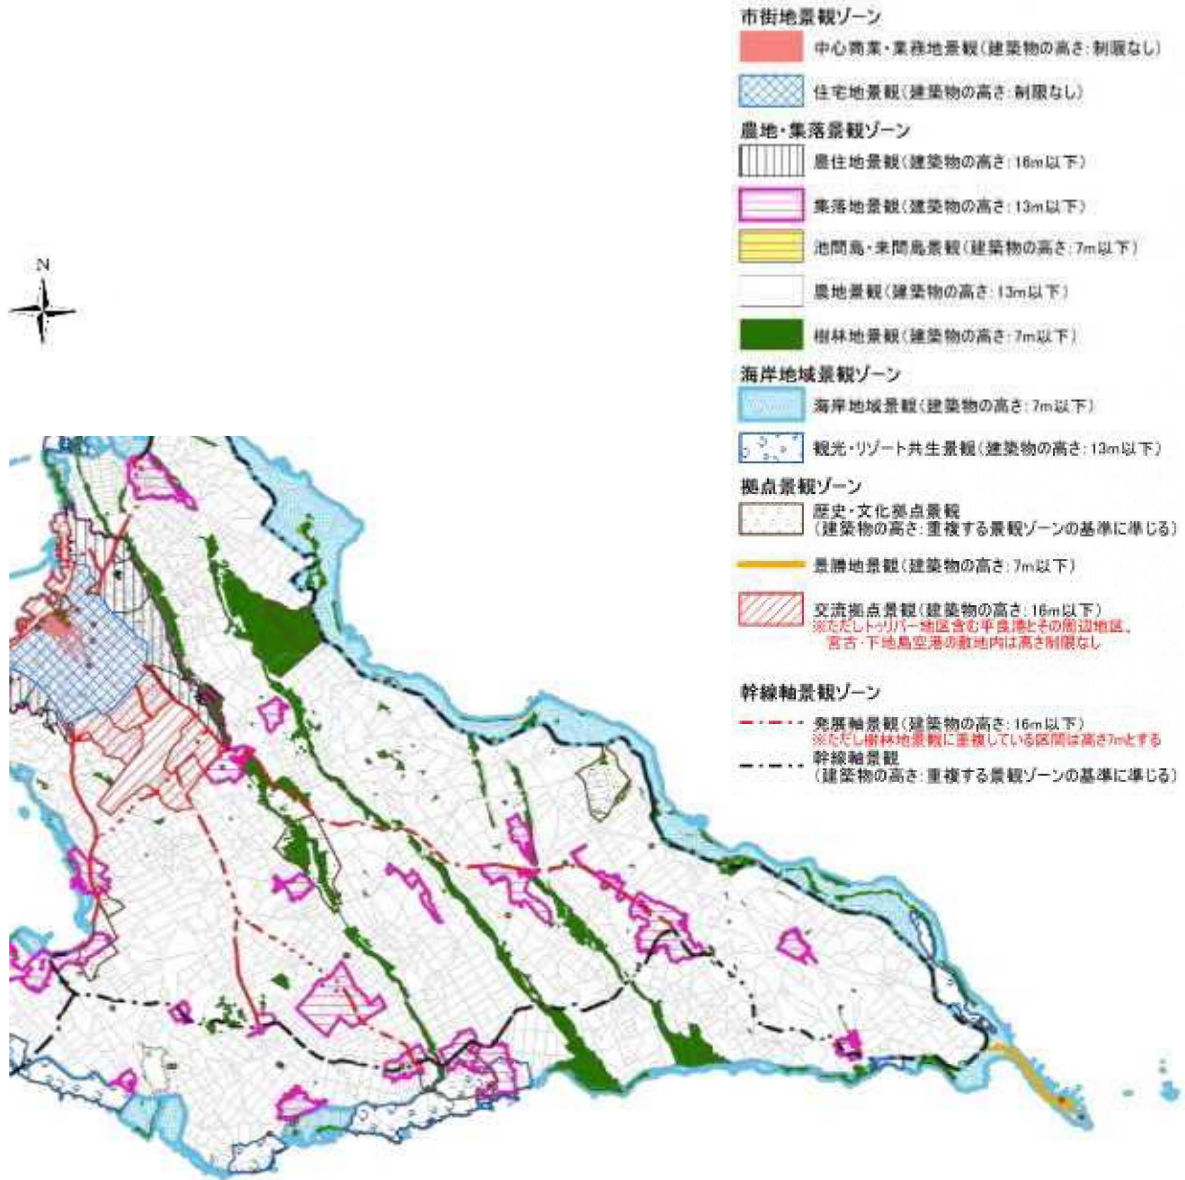 市街地景観ゾーン
中心商業・業務地景観(建築物の高さ:制限なし)
住宅地景観(建築物の高さ:制限なし)
農地・集落景観ゾーン
居住地景観(建築物の高さ:16m以下)
集落地景観(建築物の高さ:13m以下)
池間島・来間島景観(建築物の高さ:7m以下)
農地景観(建築物の高さ:13m以下)
樹林地景観(建築物の高さ:7m以下)
海岸地域景観ゾーン
海岸地域景観(建築物の高さ:7m以下)
観光・リゾート共生景観(建築物の高さ:13m以下)
拠点景観ゾーン
歴史・文化拠点景観
(建築物の高さ:重複する景観ゾーンの基準に準じる)
景勝地景観(建築物の高さ:7m以下)
交流拠点景観(建築物の高さ:16m以下)
※ただしトゥリバー地区含む平良港とその周辺地区、
宮古・下地島空港の敷地内は高さ制限なし
幹線軸景観ゾーン
発展軸景観(建築物の高さ:16m以下)
※ただし樹林地景観に重複している区間は高さ7mとする
幹線軸景観
(建築物の高さ:重複する景観ゾーンの基準に準じる)
N